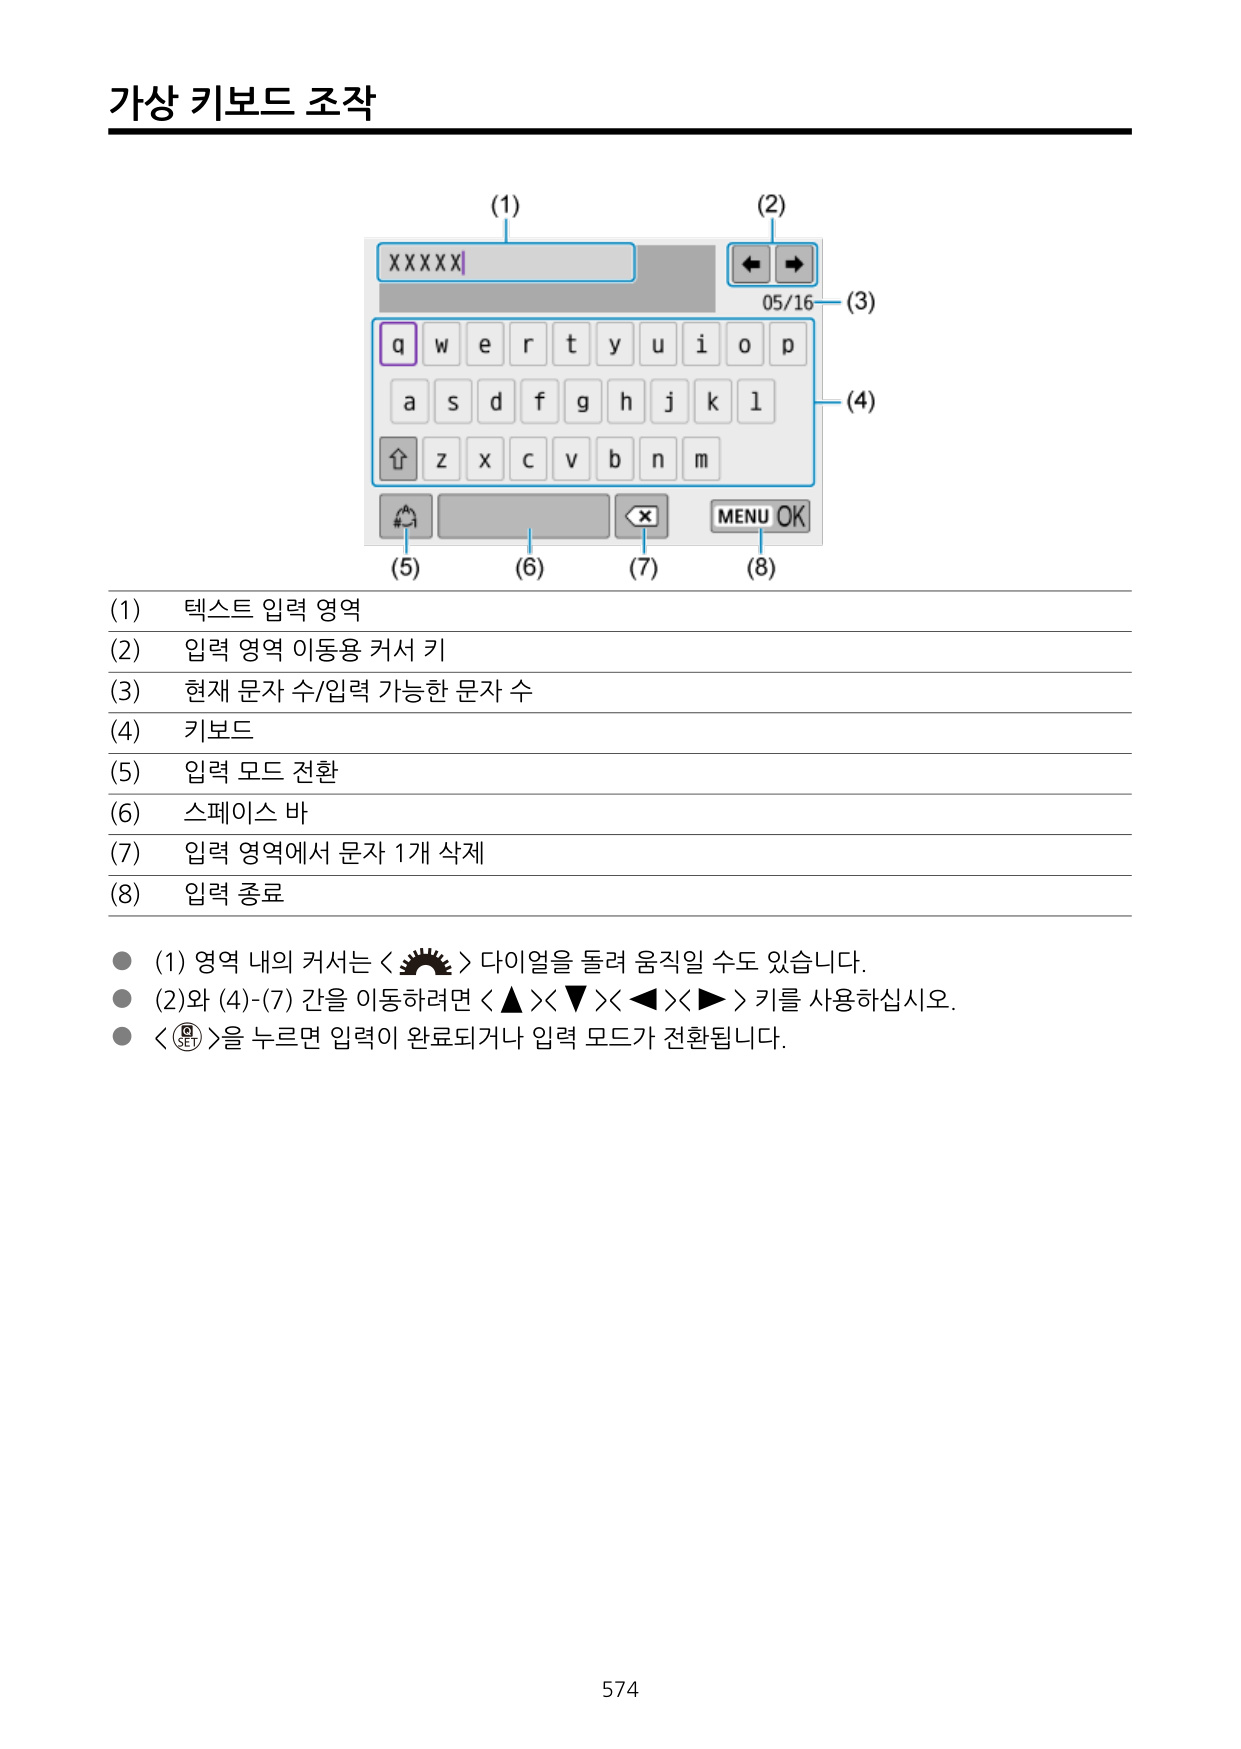 가상 키보드 조작
(1) (2)
XXXXX
05/16 (3)
q w e r t y u i o p
a s d f g h j k l (4)
z x c v b n m
MENU OK
(5) (6) (7) (8)
(1) 텍스트 입력 영역
(2) 입력 영역 이동용 커서 키
(3) 현재 문자 수/입력 가능한 문자 수
(4) 키보드
(5) 입력 모드 전환
(6) 스페이스 바
(7) 입력 영역에서 문자 1개 삭제
(8) 입력 종료
● (1) 영역 내의 커서는 < > 다이얼을 돌려 움직일 수도 있습니다.
● (2)와 (4)-(7) 간을 이동하려면 <▲><▼><◀><▶> 키를 사용하십시오.
● <Q SET>을 누르면 입력이 완료되거나 입력 모드가 전환됩니다.
574